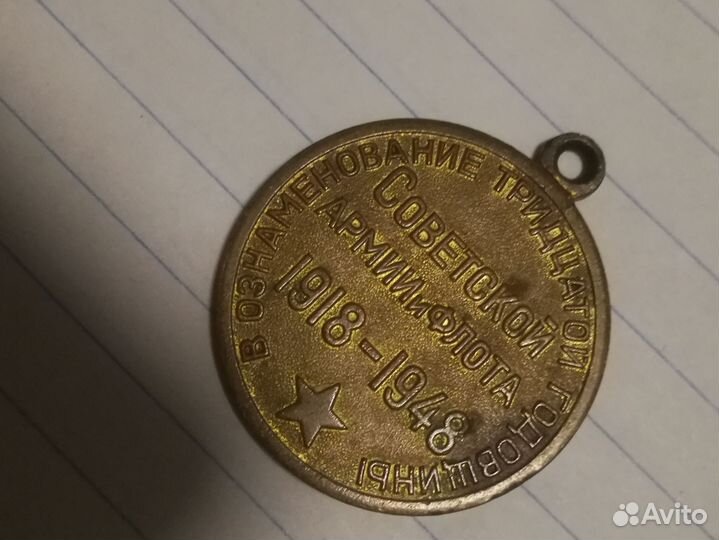 В ОЗНАМЕНОВАНИЕ ТРИДЦАТОЙ ГОДОВЩИНЫ
СОВЕТСКОЙ
АРМИИ и ФЛОТА
1918-1948
Avito